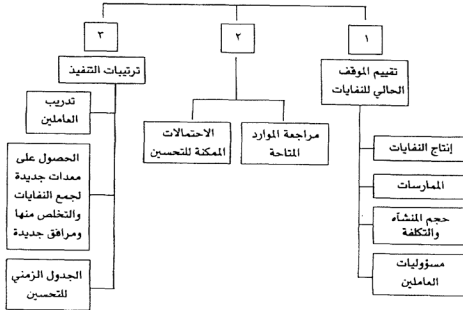 ١
تقييم الموقف
الحالي للنفايات
إنتاج النفايات
الممارسات
حجم المنشآه
والتكلفة
مسؤوليات
العاملين
٢
مراجعة الموارد
المتاحة
الاحتمالات
الممكنة للتحسين
٣
ترتيبات التنفيذ
تدريب
العاملين
الحصول على
معدات جديدة
لجمع النفايات
والتخلص منها
ومرافق جديدة
الجدول الزمني
للتحسين